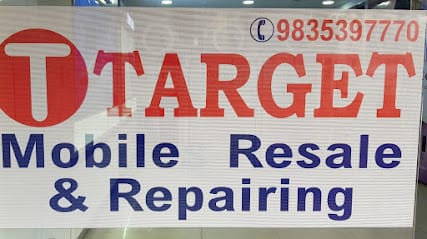 9835397770
T TARGET
Mobile Resale
& Repairing